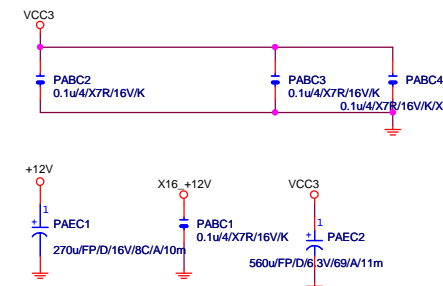 VCC3
PABC2
0.1u/4/X7R/16V/K
PABC3
0.1u/4/X7R/16V/K
PABC4
0.1u/4/X7R/16V/K/X
+12V
1
+
PAEC1
270u/FP/D/16V/8C/A/10m
X16_+12V
PABC1
0.1u/4/X7R/16V/K
VCC3
1
+
PAEC2
560u/FP/D/6.3V/69/A/11m